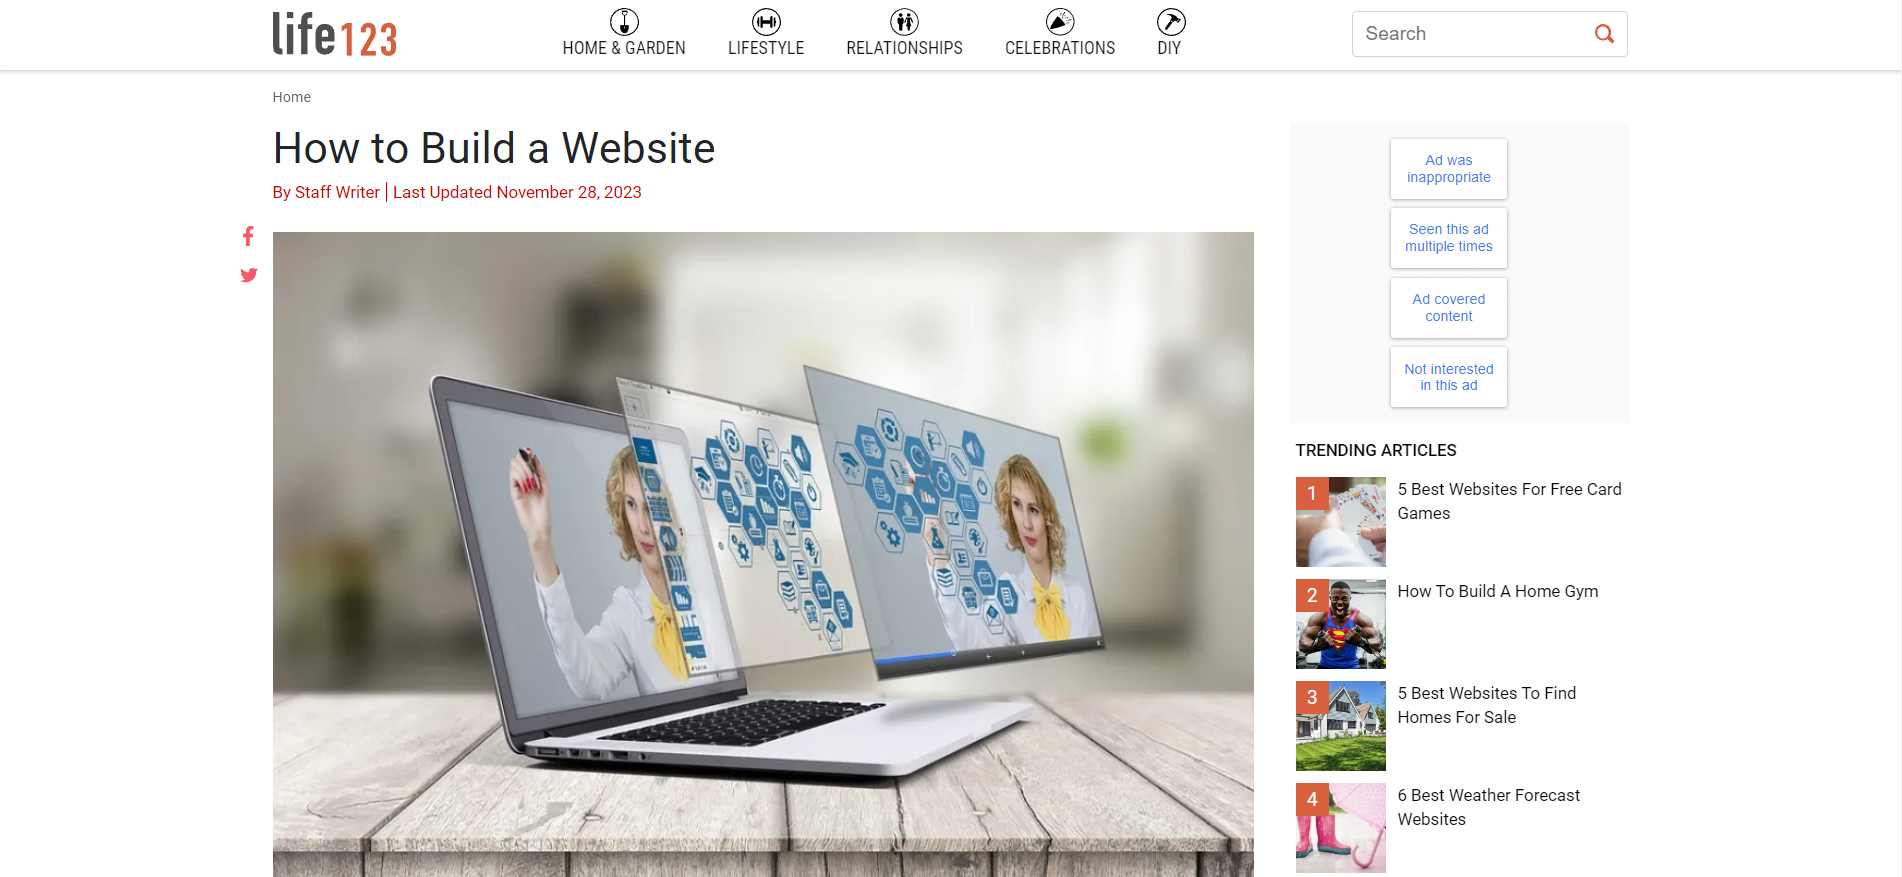 life123
HOME & GARDEN
LIFESTYLE
RELATIONSHIPS
CELEBRATIONS
DIY
Search
Home
How to Build a Website
By Staff Writer | Last Updated November 28, 2023
Ad was
inappropriate
Seen this ad
multiple times
Ad covered
content
Not interested
in this ad
TRENDING ARTICLES
1
5 Best Websites For Free Card
Games
2
How To Build A Home Gym
3
5 Best Websites To Find
Homes For Sale
4
6 Best Weather Forecast
Websites